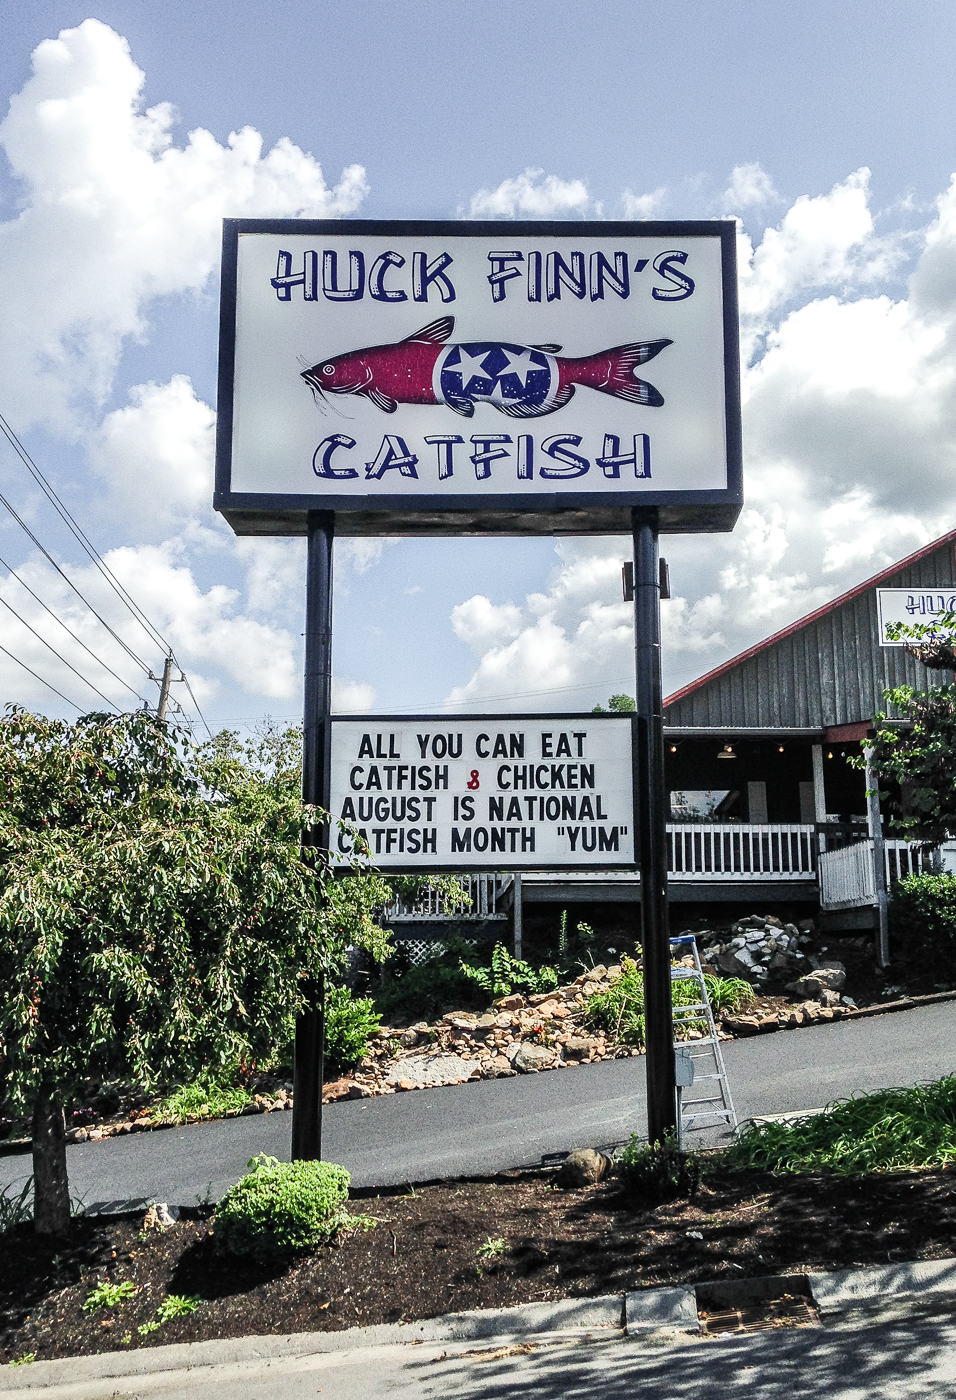 HUCK FINN'S
CATFISH
ALL YOU CAN EAT
CATFISH & CHICKEN
AUGUST IS NATIONAL
CATFISH MONTH "YUM"